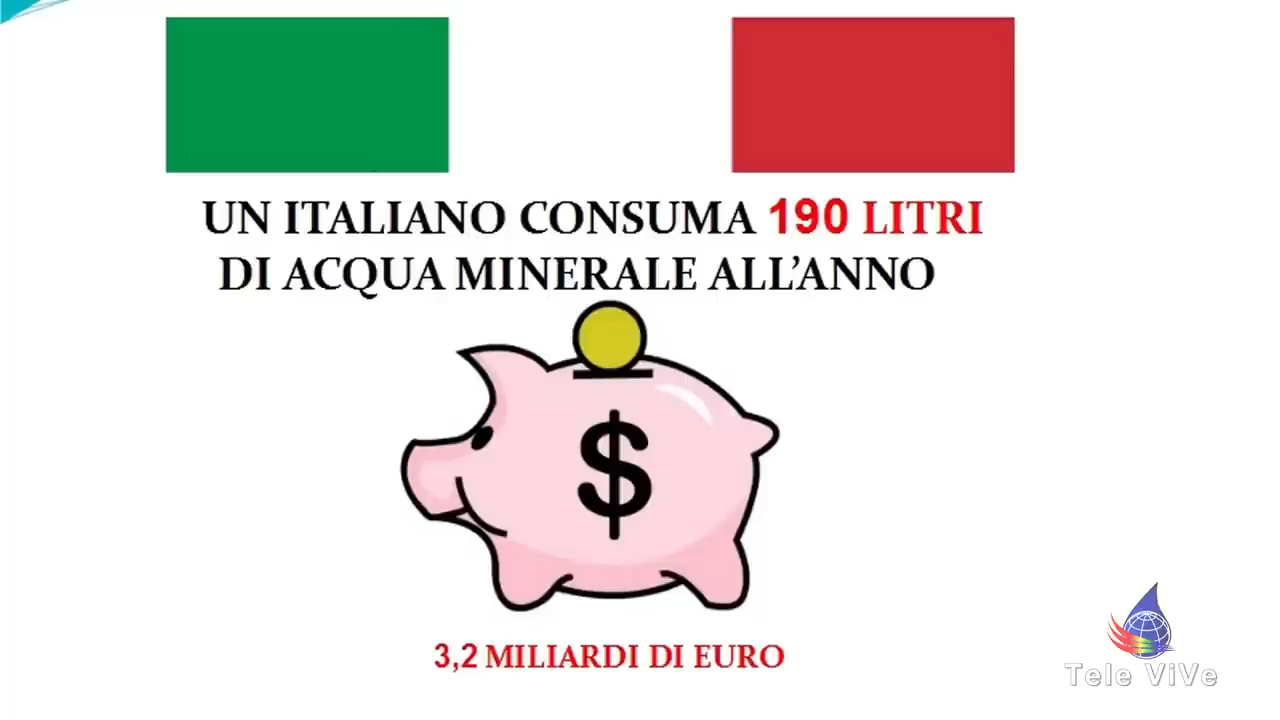 UN ITALIANO CONSUMA 190 LITRI
DI ACQUA MINERALE ALL’ANNO
$
3,2 MILIARDI DI EURO
Tele ViVe